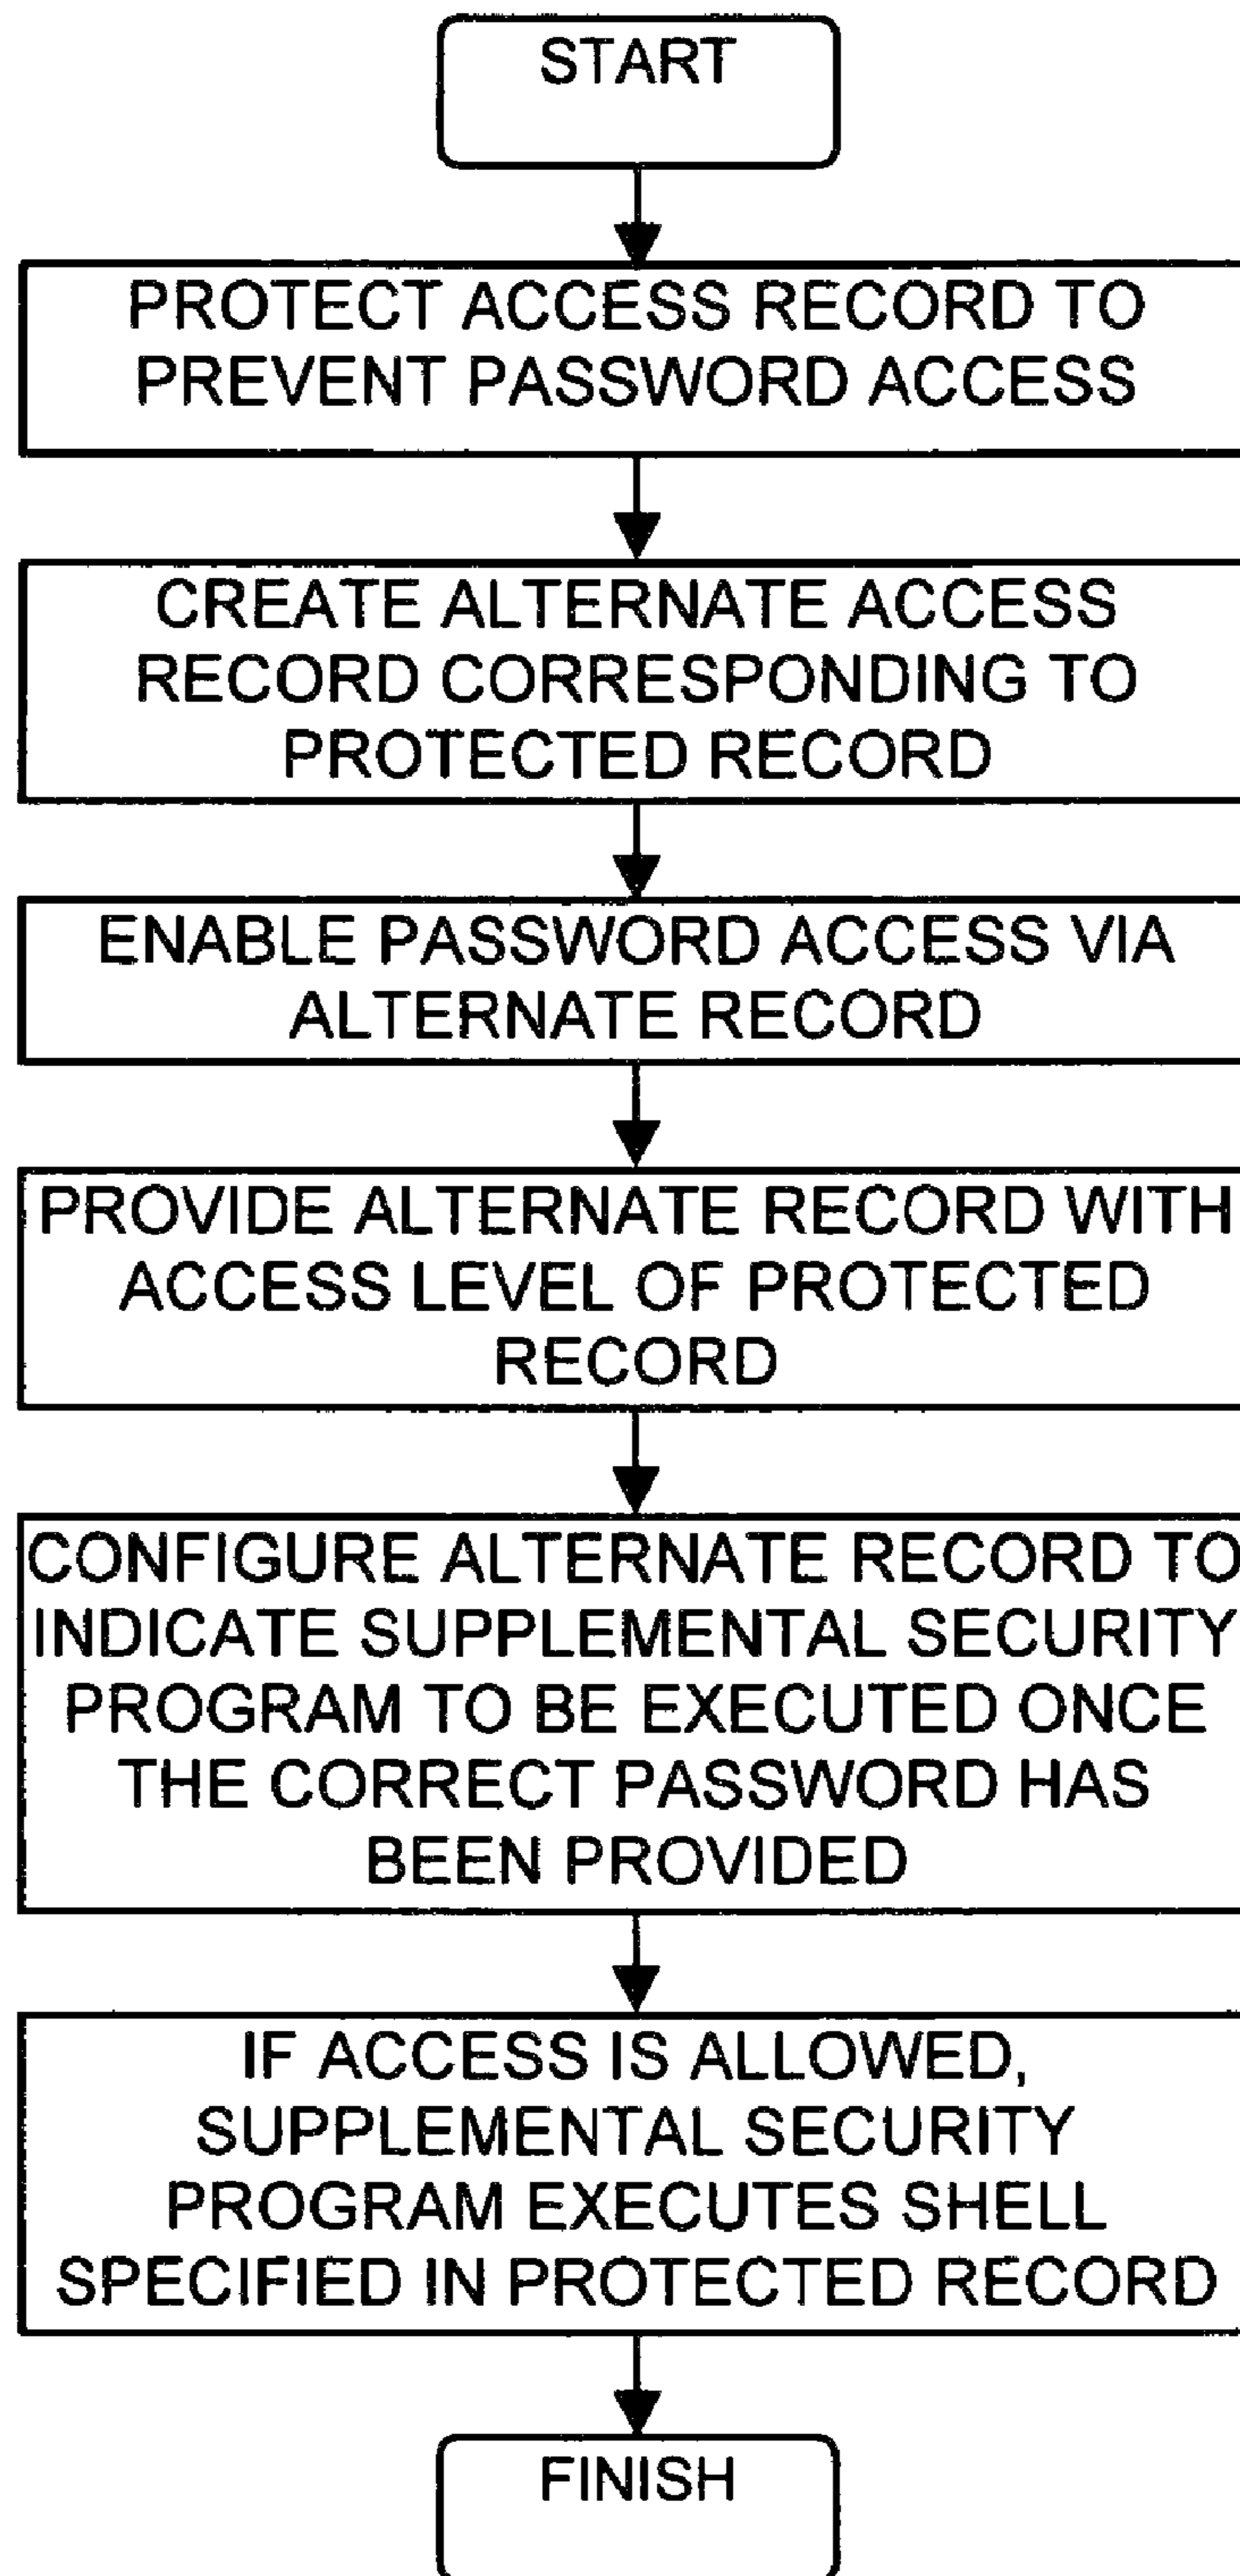 START
PROTECT ACCESS RECORD TO
PREVENT PASSWORD ACCESS
CREATE ALTERNATE ACCESS
RECORD CORRESPONDING TO
PROTECTED RECORD
ENABLE PASSWORD ACCESS VIA
ALTERNATE RECORD
PROVIDE ALTERNATE RECORD WITH
ACCESS LEVEL OF PROTECTED
RECORD
CONFIGURE ALTERNATE RECORD TO
INDICATE SUPPLEMENTAL SECURITY
PROGRAM TO BE EXECUTED ONCE
THE CORRECT PASSWORD HAS
BEEN PROVIDED
IF ACCESS IS ALLOWED,
SUPPLEMENTAL SECURITY
PROGRAM EXECUTES SHELL
SPECIFIED IN PROTECTED RECORD
FINISH